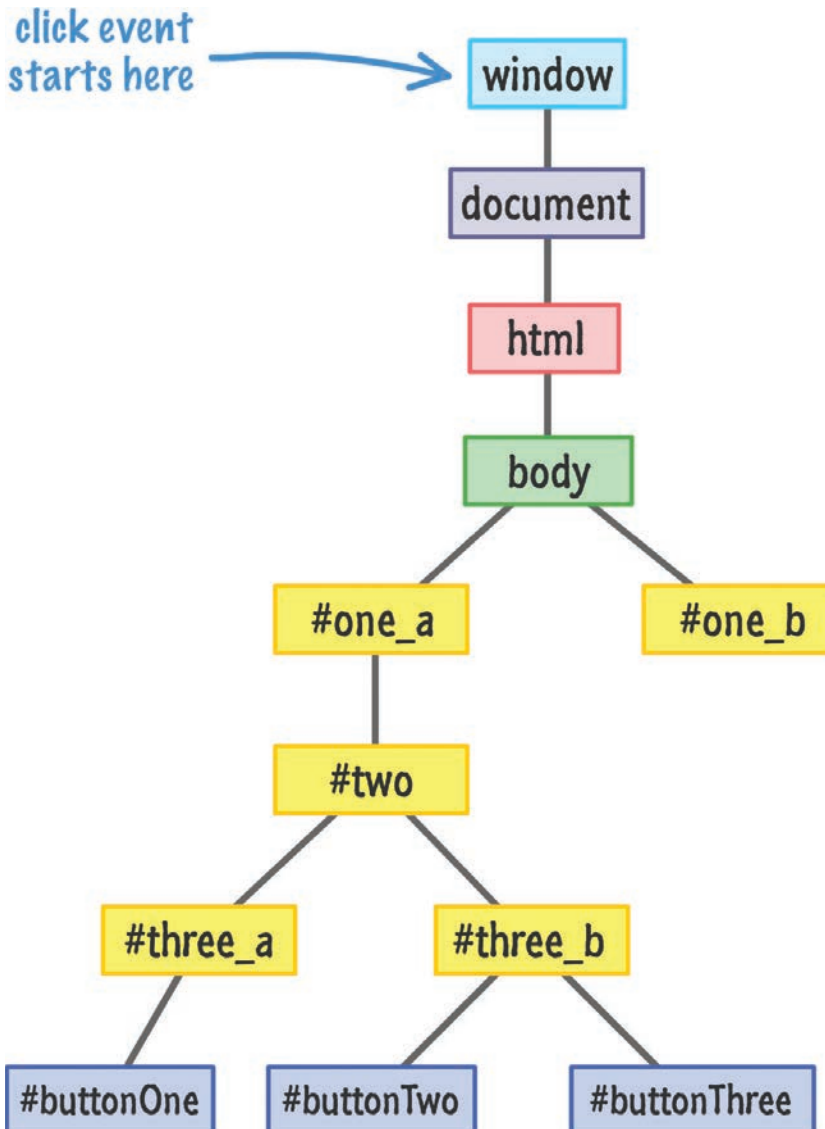 click event
starts here
window
document
html
body
#one_a
#one_b
#two
#three_a
#three_b
#buttonOne
#buttonTwo
#buttonThree